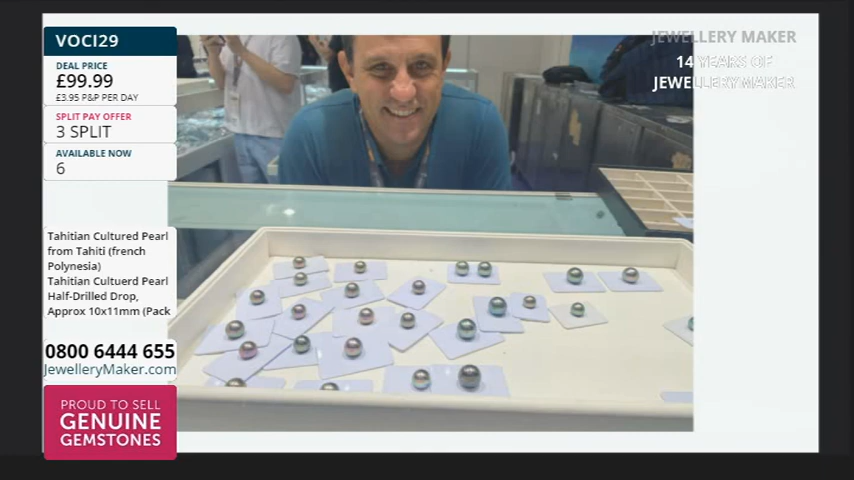 VOCI29
DEAL PRICE
£99.99
£3.95 P&P PER DAY
SPLIT PAY OFFER
3 SPLIT
AVAILABLE NOW
6
Tahitian Cultured Pearl
from Tahiti (french
Polynesia)
Tahitian Cultuerd Pearl
Half-Drilled Drop,
Approx 10x11mm (Pack
0800 6444 655
JewelleryMaker.com
PROUD TO SELL
GENUINE
GEMSTONES
JEWELLERY MAKER
14 YEARS OF
JEWELLERYMAKER